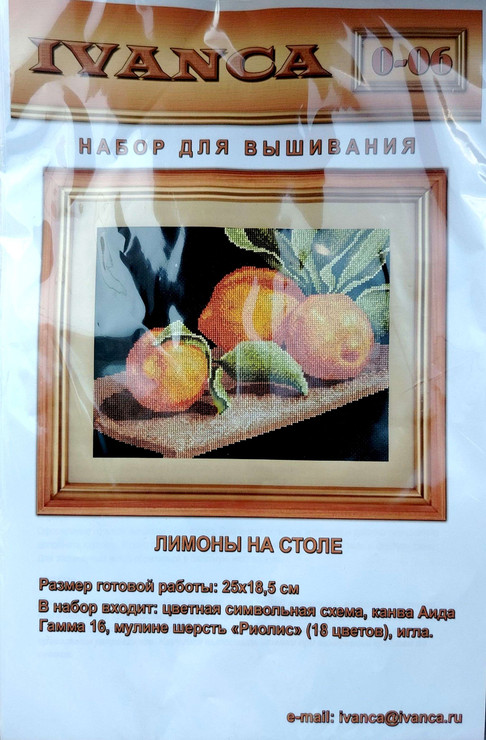 IVANCA
О-06
НАБОР ДЛЯ ВЫШИВАНИЯ
ЛИМОНЫ НА СТОЛЕ
Размер готовой работы: 25х18,5 см
В набор входит: цветная символьная схема, канва Аида
Гамма 16, мулине шерсть «Риолис» (18 цветов), игла.
e-mail: ivanca@ivanca.ru